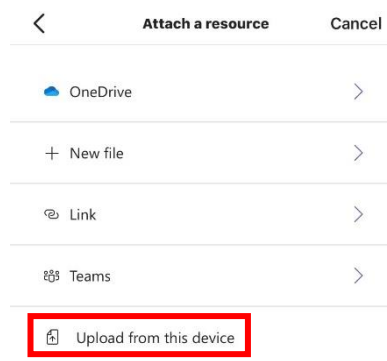 Attach a resource Cancel
OneDrive
New file
Link
Teams
Upload from this device